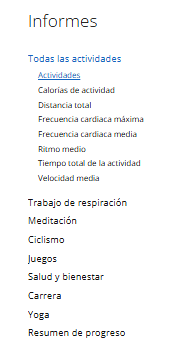 Informes
Todas las actividades
Actividades
Calorías de actividad
Distancia total
Frecuencia cardiaca máxima
Frecuencia cardiaca media
Ritmo medio
Tiempo total de la actividad
Velocidad media
Trabajo de respiración
Meditación
Ciclismo
Juegos
Salud y bienestar
Carrera
Yoga
Resumen de progreso